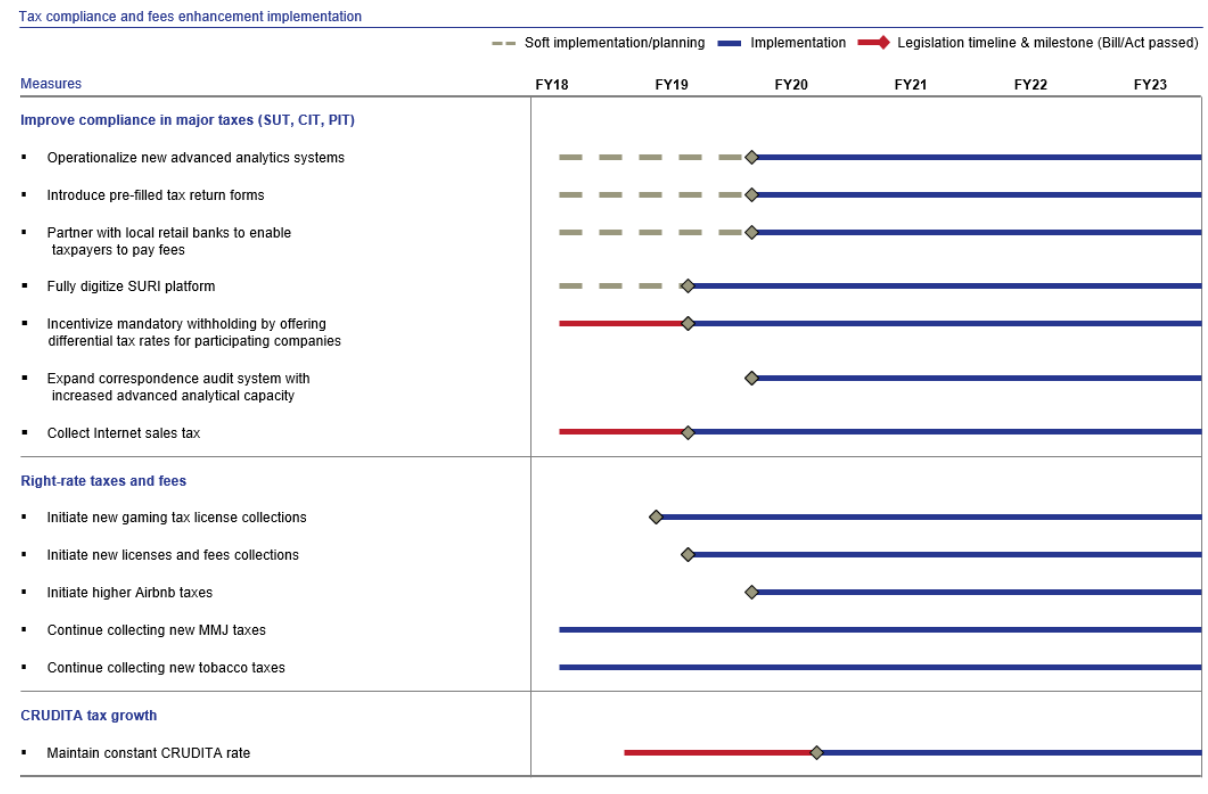 Tax compliance and fees enhancement implementation
Soft implementation/planning Implementation Legislation timeline & milestone (Bill/Act passed)
Measures FY18 FY19 FY20 FY21 FY22 FY23
Improve compliance in major taxes (SUT, CIT, PIT)
▪ Operationalize new advanced analytics systems
▪ Introduce pre-filled tax return forms
▪ Partner with local retail banks to enable
taxpayers to pay fees
▪ Fully digitize SURI platform
▪ Incentivize mandatory withholding by offering
differential tax rates for participating companies
▪ Expand correspondence audit system with
increased advanced analytical capacity
▪ Collect Internet sales tax
Right-rate taxes and fees
▪ Initiate new gaming tax license collections
▪ Initiate new licenses and fees collections
▪ Initiate higher Airbnb taxes
▪ Continue collecting new MMJ taxes
▪ Continue collecting new tobacco taxes
CRUDITA tax growth
▪ Maintain constant CRUDITA rate